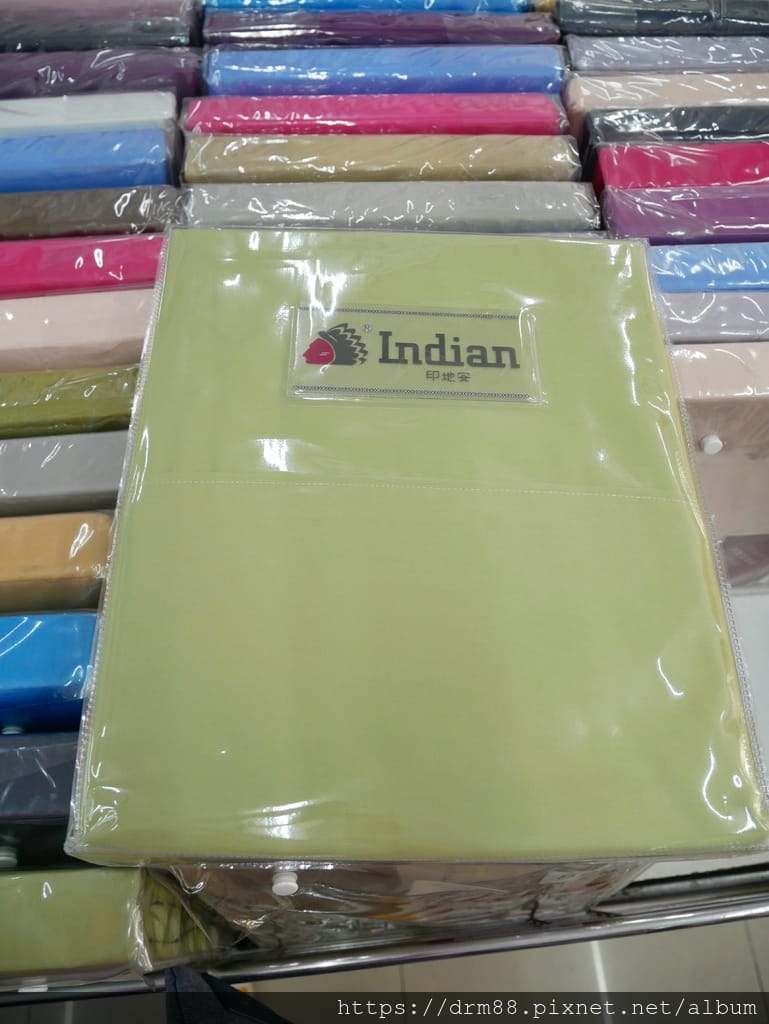 ® Indian
印地安
https://drm88.pixnet.net/album